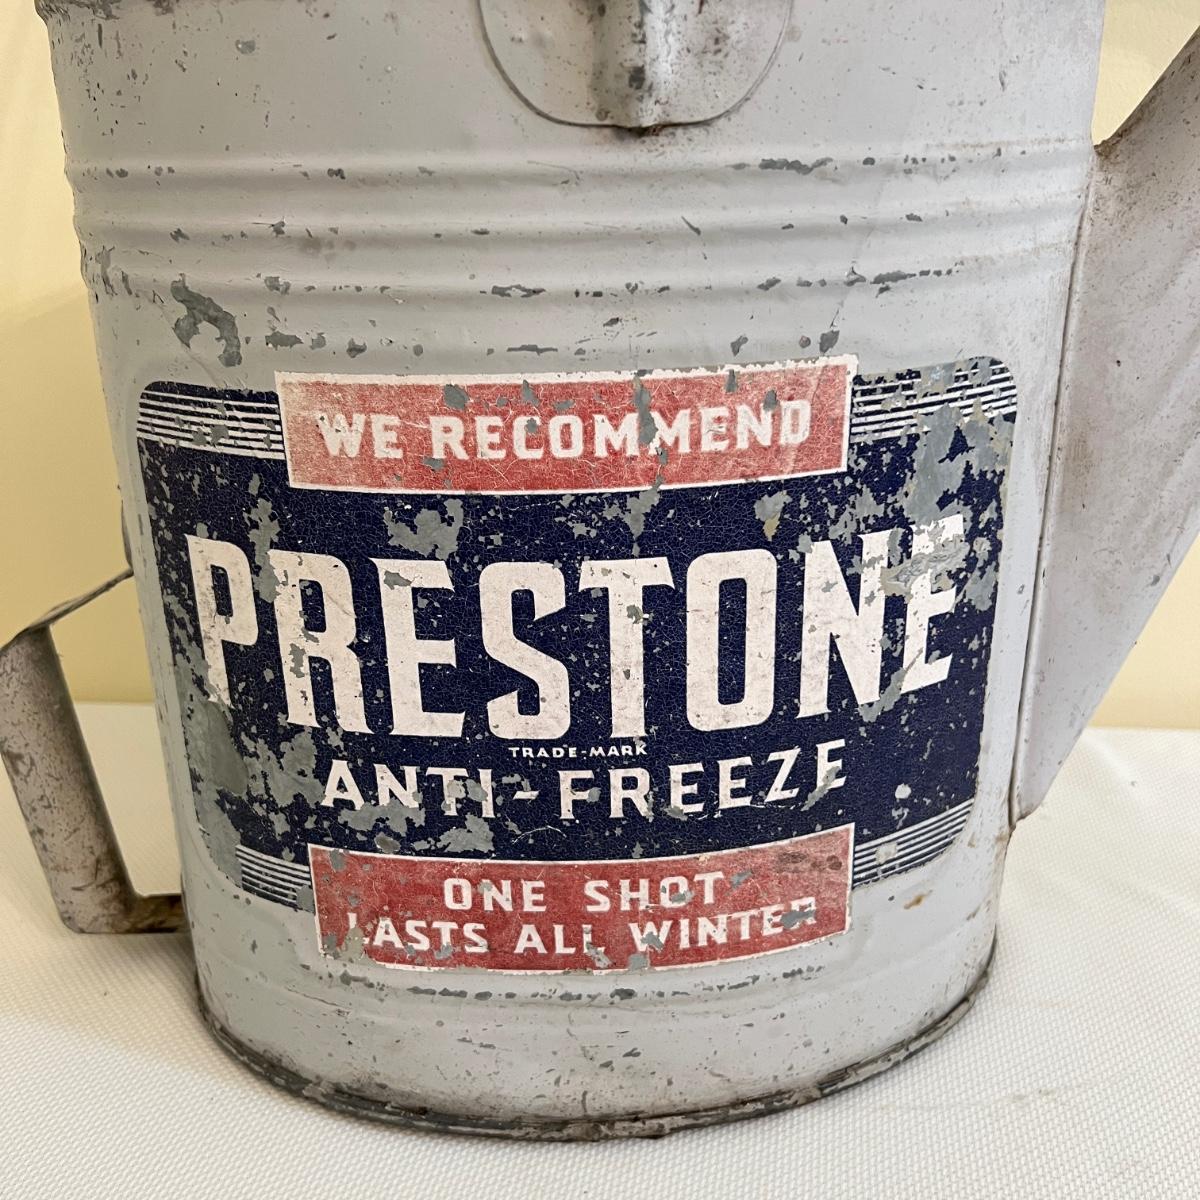 WE RECOMMEND
PRESTONE
TRADE-MARK
ANTI-FREEZE
ONE SHOT
LASTS ALL WINTER